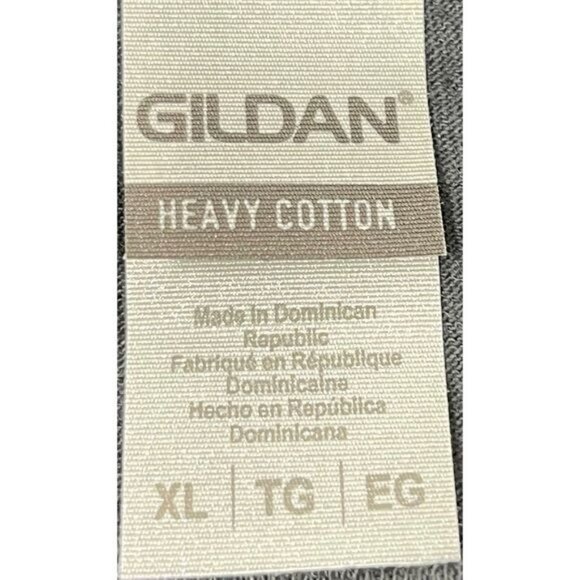 GILDAN®
HEAVY COTTON
Made in Dominican
Republic
Fabriqué en République
Dominicaine
Hecho en República
Dominicana
XL | TG | EG